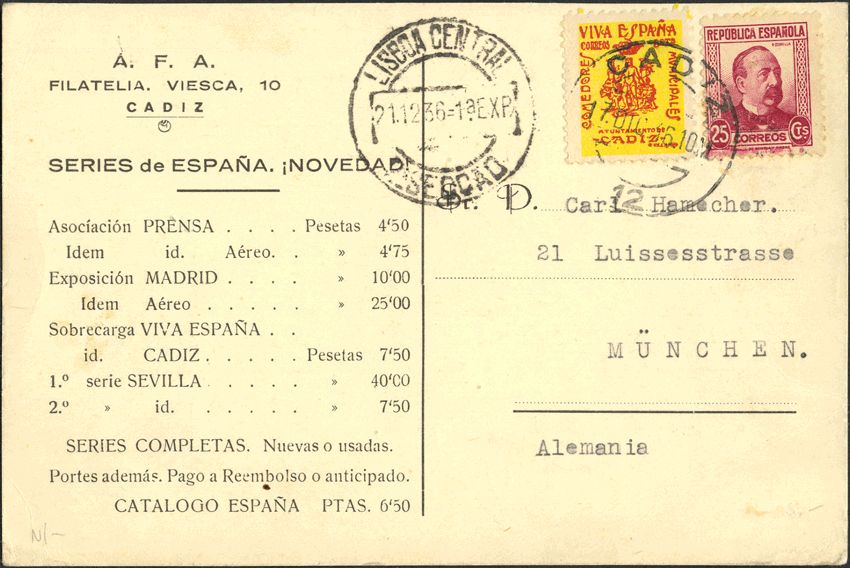 A. F. A.
FILATELIA. VIESCA, 10
CADIZ
SERIES de ESPAÑA. ¡NOVEDAD!
Asocíación PRENSA . . . . Pesetas 4'50
Idem id. Aéreo. . » 4'75
Exposición MADRID . . . . » 10'00
Idem Aéreo . . . . . » 25'00
Sobrecarga VIVA ESPAÑA . .
id. CADIZ . . . . . Pesetas 7'50
1.º serie SEVILLA . . . . . » 40'00
2.º » id. . . . . . » 7'50
SERIES COMPLETAS. Nuevas o usadas.
Portes además. Pago a Reembolso o anticipado.
CATALOGO ESPAÑA PTAS. 6'50
N/-
LISBOA CENTRAL
21.12.36-1ªEXP.
VIVA ESPAÑA
CORREOS
COMEDORES
MUNICIPALES
AYUNTAMIENTO DE
CADIZ
REPUBLICA ESPAÑOLA
25 CORREOS Cts
CADIZ
12
Sr. D. Carl Hamecher.
21 Luissesstrasse
MÜNCHEN.
Alemania